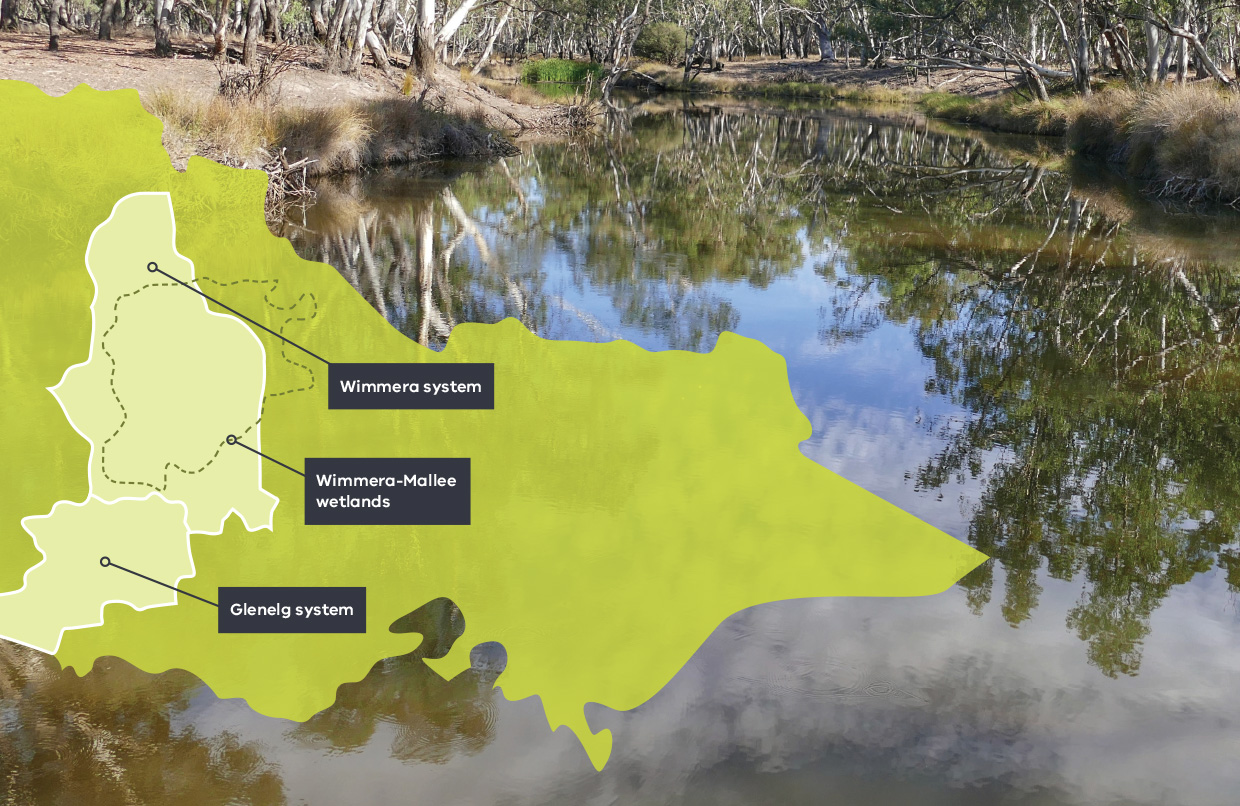 Wimmera system
Wimmera-Mallee
wetlands
Glenelg system